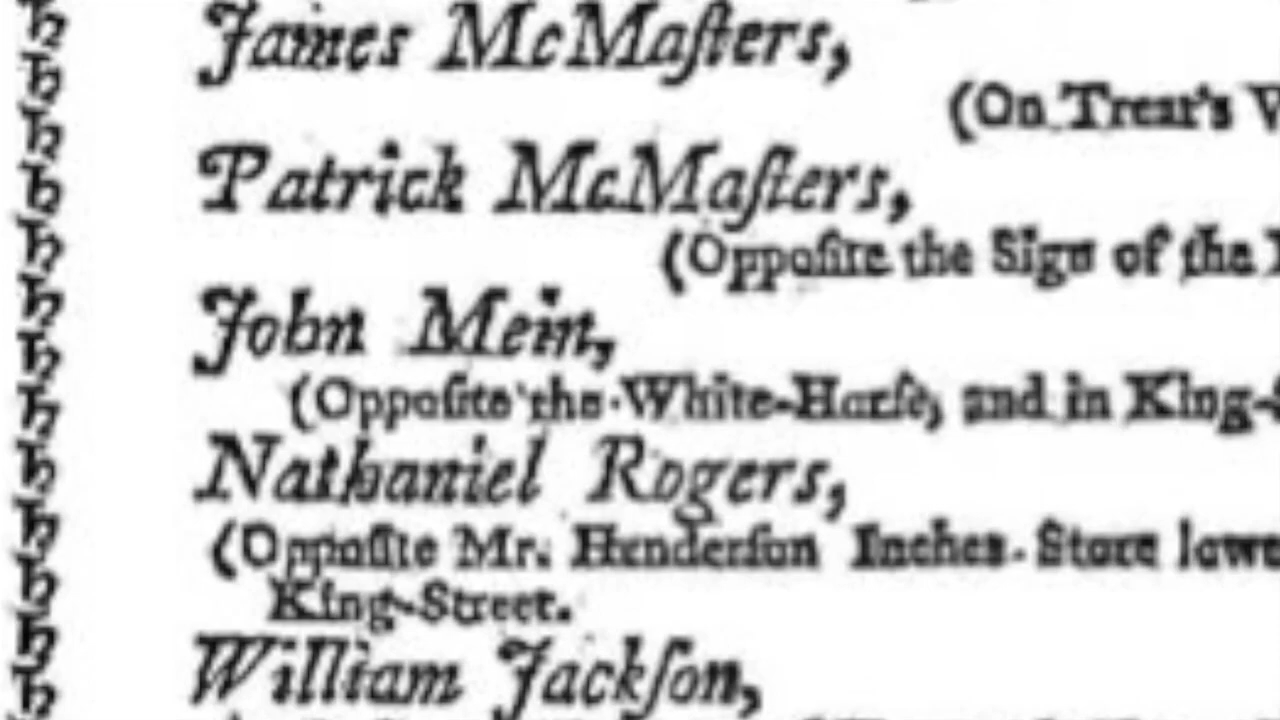 James McMaſters,
(On Treat's
Patrick McMaſters,
(Oppoſite the Sign of the
John Mein,
(Oppoſite the White-Horſe, and in King-
Nathaniel Rogers,
(Oppoſite Mr. Henderſon Inches Store lowe
King-Street.
William Jackſon,